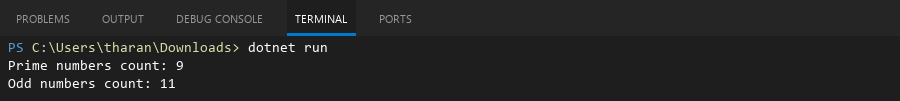 PROBLEMS OUTPUT DEBUG CONSOLE TERMINAL PORTS
PS C:\Users\tharan\Downloads> dotnet run
Prime numbers count: 9
Odd numbers count: 11